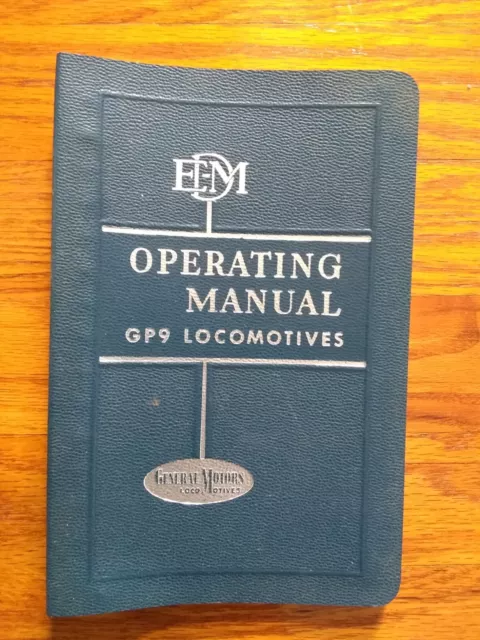 EMD
OPERATING
MANUAL
GP9 LOCOMOTIVES
GENERAL MOTORS
LOCOMOTIVES